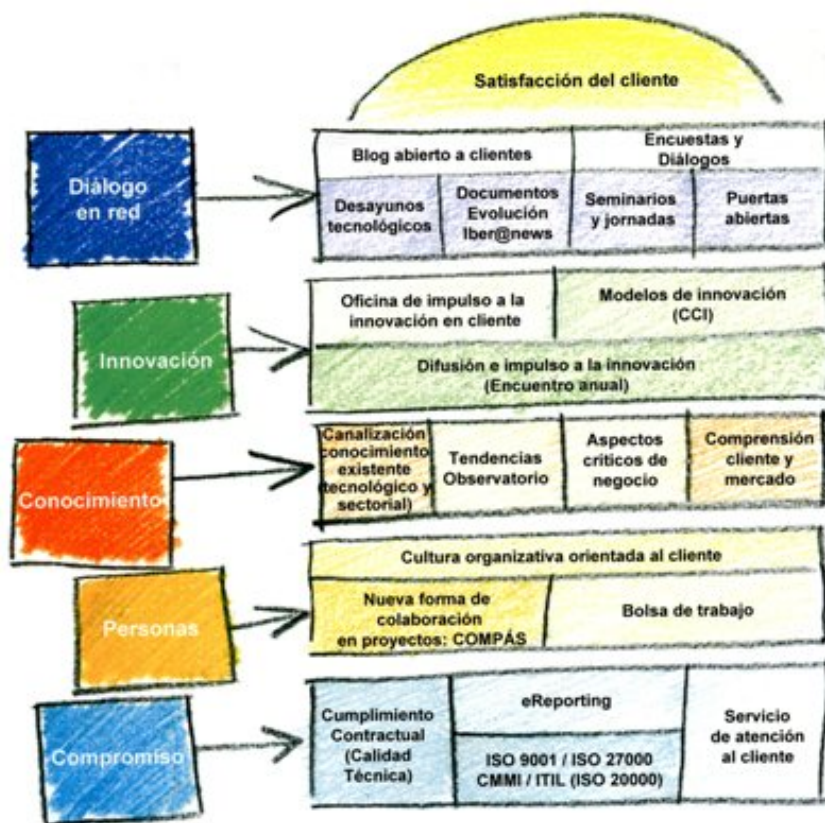 Satisfacción del cliente
Diálogo
en red
Blog abierto a clientes
Encuestas y
Diálogos
Desayunos
tecnológicos
Documentos
Evolución
Iber@news
Seminarios
y jornadas
Puertas
abiertas
Innovación
Oficina de impulso a la
innovación en cliente
Modelos de innovación
(CCI)
Difusión e impulso a la innovación
(Encuentro anual)
Conocimiento
Canalización
conocimiento
existente
(tecnológico y
sectorial)
Tendencias
Observatorio
Aspectos
criticos de
negocio
Comprensión
cliente y
mercado
Personas
Cultura organizativa orientada al cliente
Nueva forma de
colaboración
en proyectos: COMPÁS
Bolsa de trabajo
Compromiso
Cumplimiento
Contractual
(Calidad
Técnica)
eReporting
ISO 9001 / ISO 27000
CMMI / ITIL (ISO 20000)
Servicio
de atención
al cliente